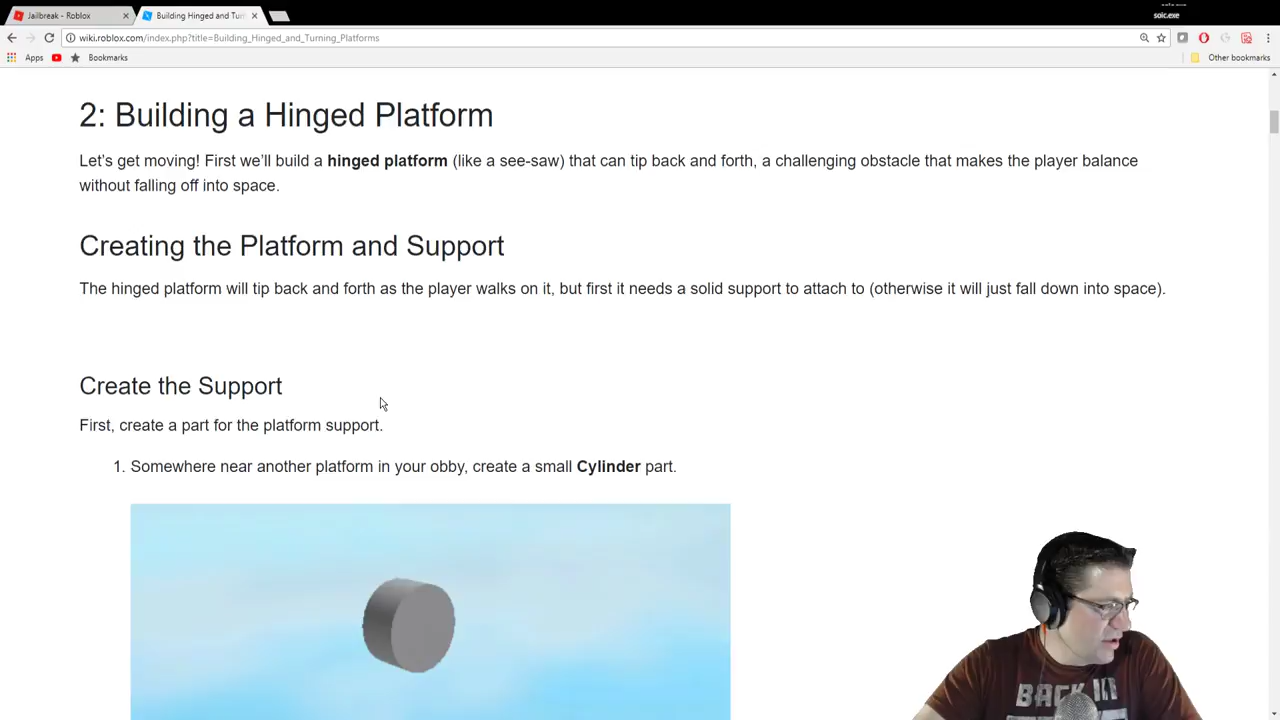 Jailbreak - Roblox
Building Hinged and Turn
solc.exe
wiki.roblox.com/index.php?title=Building_Hinged_and_Turning_Platforms
Apps
Bookmarks
Other bookmarks
2: Building a Hinged Platform
Let's get moving! First we'll build a hinged platform (like a see-saw) that can tip back and forth, a challenging obstacle that makes the player balance
without falling off into space.
Creating the Platform and Support
The hinged platform will tip back and forth as the player walks on it, but first it needs a solid support to attach to (otherwise it will just fall down into space).
Create the Support
First, create a part for the platform support.
1. Somewhere near another platform in your obby, create a small Cylinder part.
BACK IN